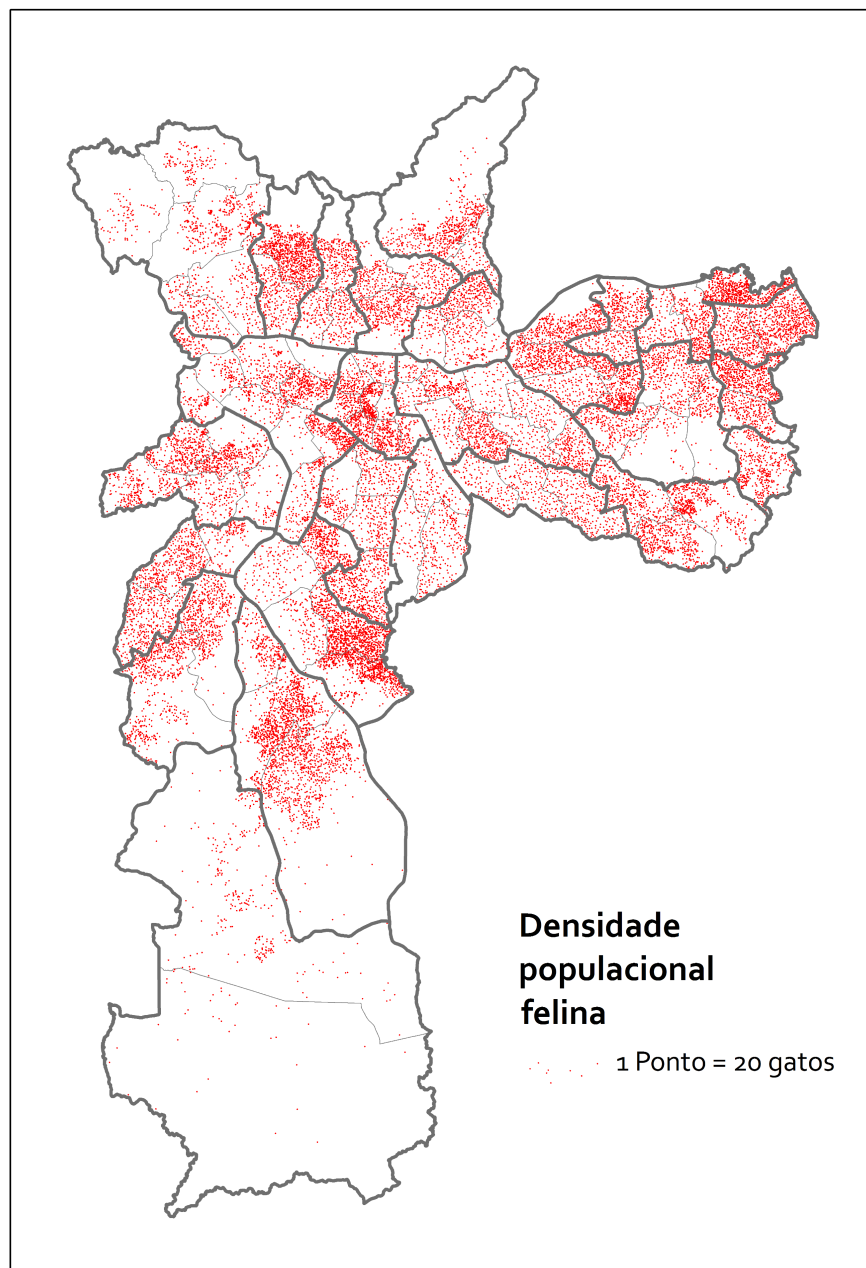 Densidade
populacional
felina
1 Ponto = 20 gatos